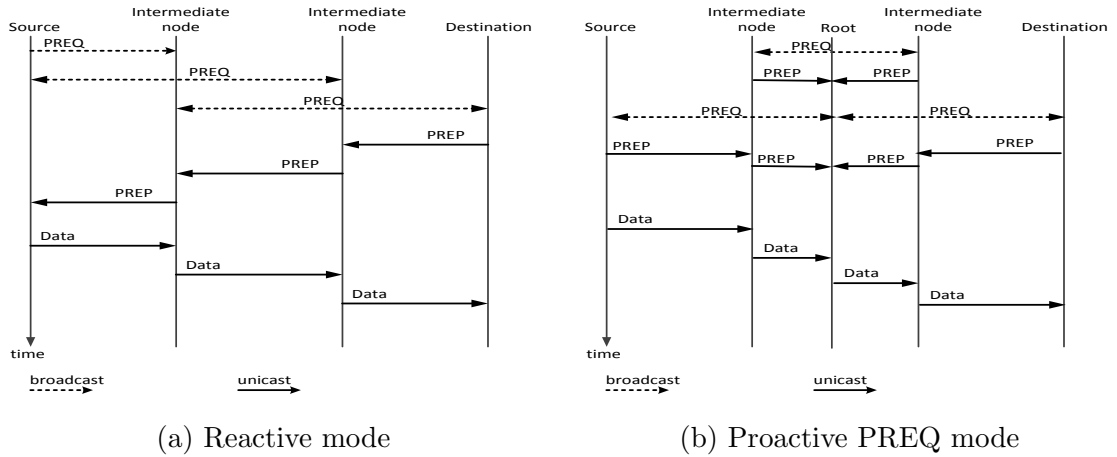 Source
Intermediate
node
Intermediate
node
Destination
PREQ
PREQ
PREQ
PREP
PREP
PREP
Data
Data
Data
time
broadcast
unicast
(a) Reactive mode
Source
Intermediate
node
Root
Intermediate
node
Destination
PREQ
PREP
PREP
PREQ
PREQ
PREP
PREP
PREP
PREP
Data
Data
Data
Data
time
broadcast
unicast
(b) Proactive PREQ mode